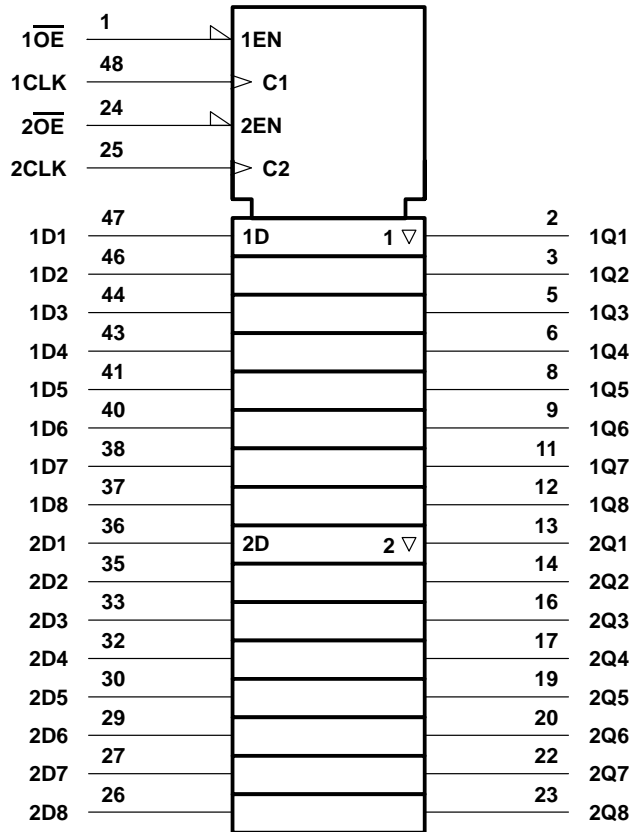 1O̅E̅ 1 1EN
1CLK 48 C1
2O̅E̅ 24 2EN
2CLK 25 C2
1D1 47 1D 1 ▽ 2 1Q1
1D2 46 3 1Q2
1D3 44 5 1Q3
1D4 43 6 1Q4
1D5 41 8 1Q5
1D6 40 9 1Q6
1D7 38 11 1Q7
1D8 37 12 1Q8
2D1 36 2D 2 ▽ 13 2Q1
2D2 35 14 2Q2
2D3 33 16 2Q3
2D4 32 17 2Q4
2D5 30 19 2Q5
2D6 29 20 2Q6
2D7 27 22 2Q7
2D8 26 23 2Q8